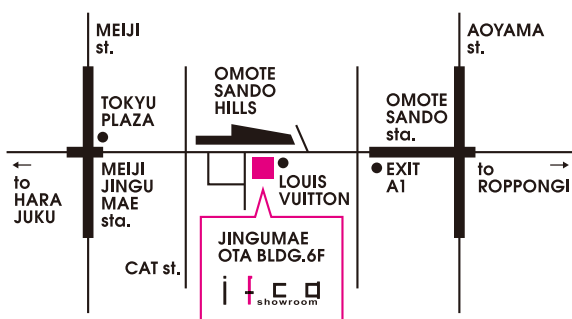 MEIJI
st.
AOYAMA
st.
OMOTE
SANDO
HILLS
TOKYU
PLAZA
OMOTE
SANDO
sta.
←
to
HARA
JUKU
MEIJI
JINGU
MAE
sta.
LOUIS
VUITTON
EXIT
A1
→
to
ROPPONGI
CAT st.
JINGUMAE
OTA BLDG.6F
showroom